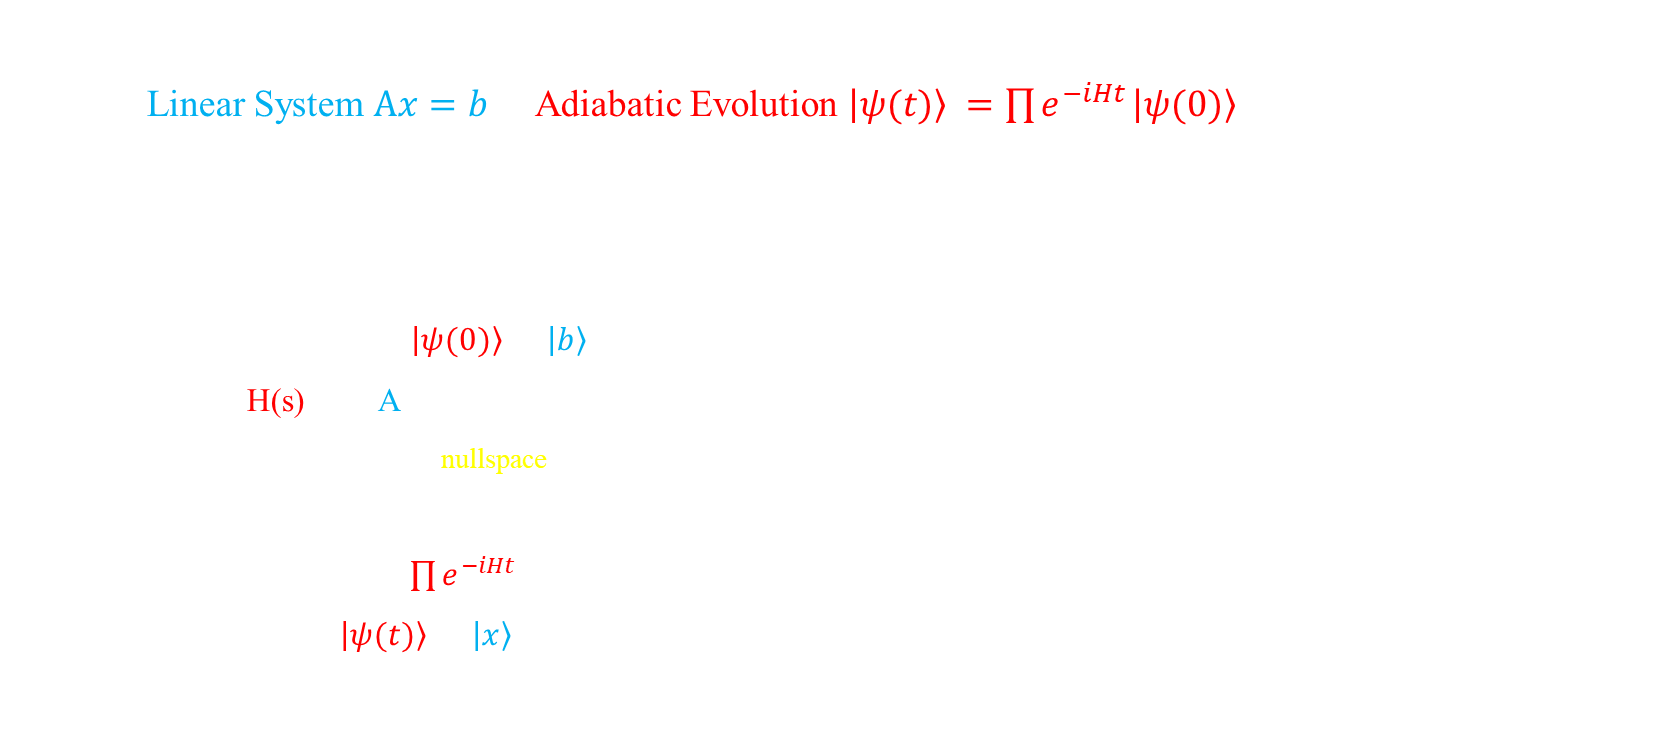 Linear System Ax = b Adiabatic Evolution |ψ(t)⟩ = ∏ e^{-iHt} |ψ(0)⟩
|ψ(0)⟩ |b⟩
H(s) A
nullspace
∏ e^{-iHt}
|ψ(t)⟩ |x⟩